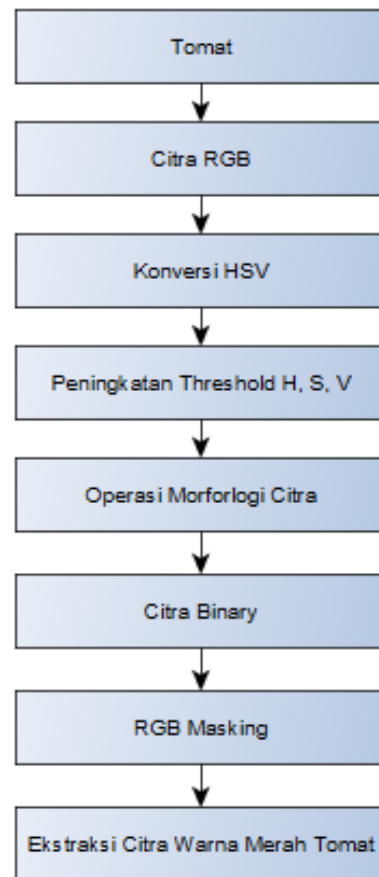 Tomat
Citra RGB
Konversi HSV
Peningkatan Threshold H, S, V
Operasi Morforlogi Citra
Citra Binary
RGB Masking
Ekstraksi Citra Warna Merah Tomat